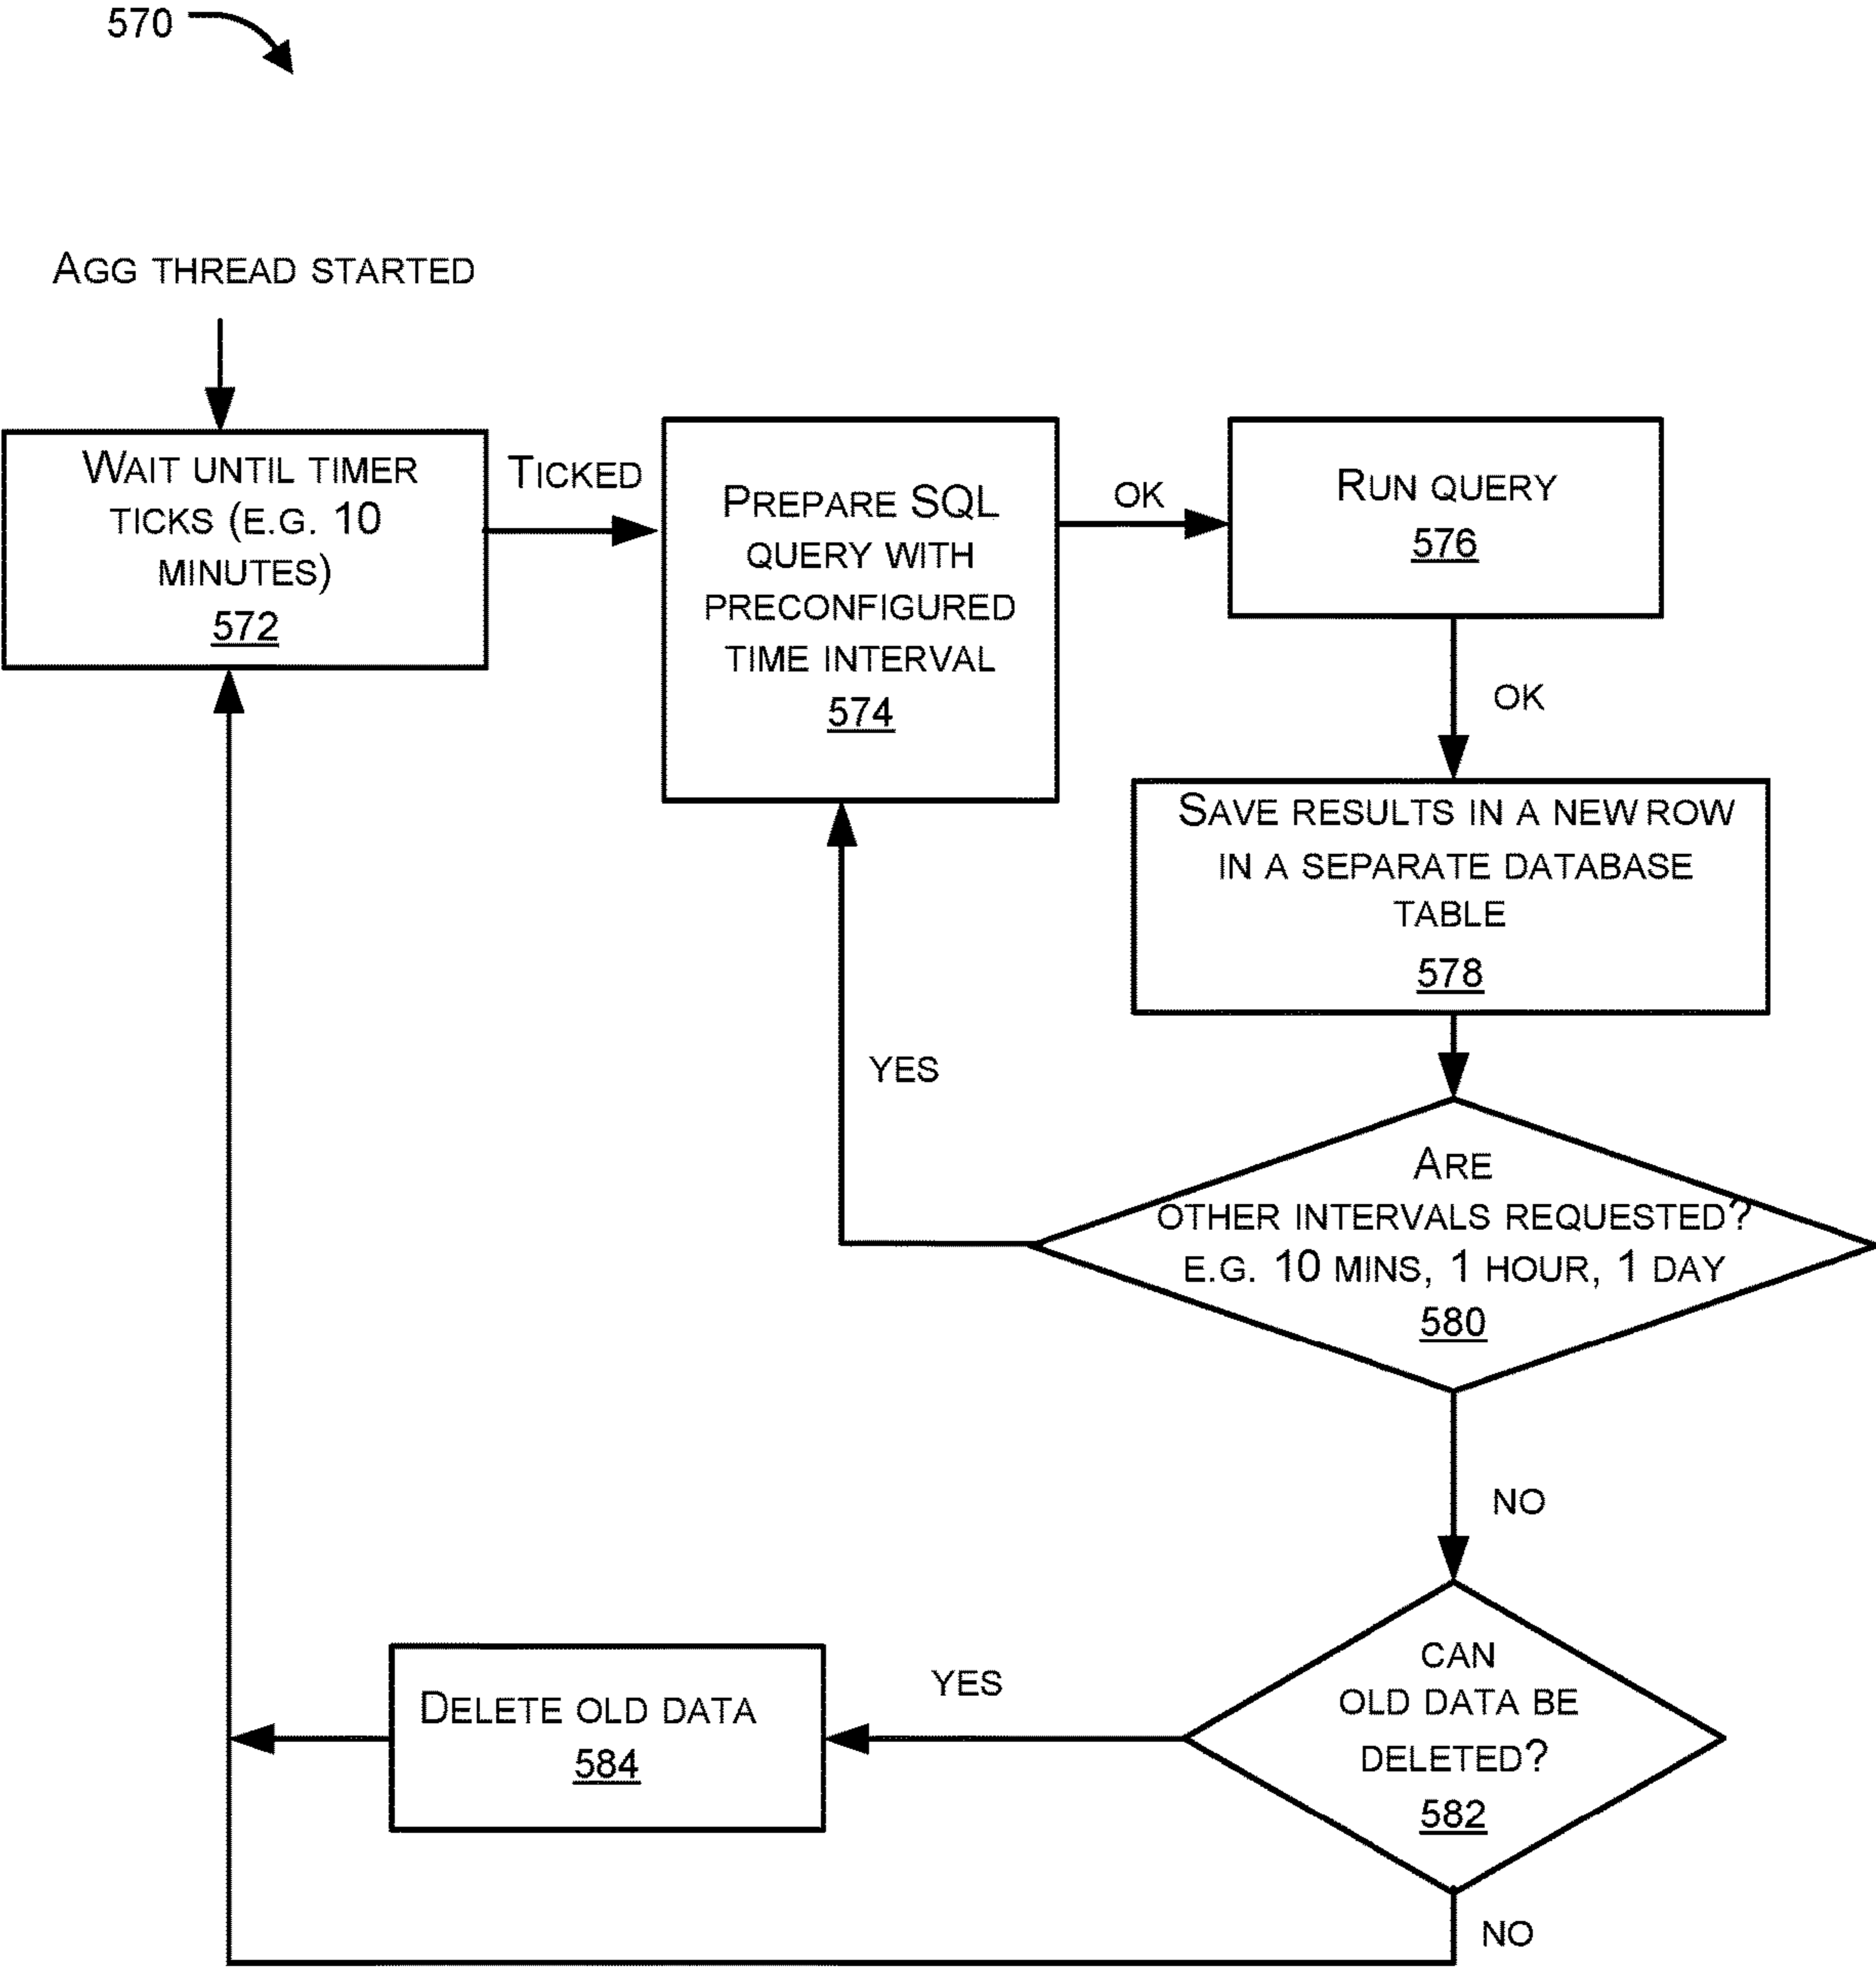 570
AGG THREAD STARTED
WAIT UNTIL TIMER
TICKS (E.G. 10
MINUTES)
572
TICKED
PREPARE SQL
QUERY WITH
PRECONFIGURED
TIME INTERVAL
574
OK
RUN QUERY
576
OK
SAVE RESULTS IN A NEW ROW
IN A SEPARATE DATABASE
TABLE
578
YES
ARE
OTHER INTERVALS REQUESTED?
E.G. 10 MINS, 1 HOUR, 1 DAY
580
NO
CAN
OLD DATA BE
DELETED?
582
YES
DELETE OLD DATA
584
NO